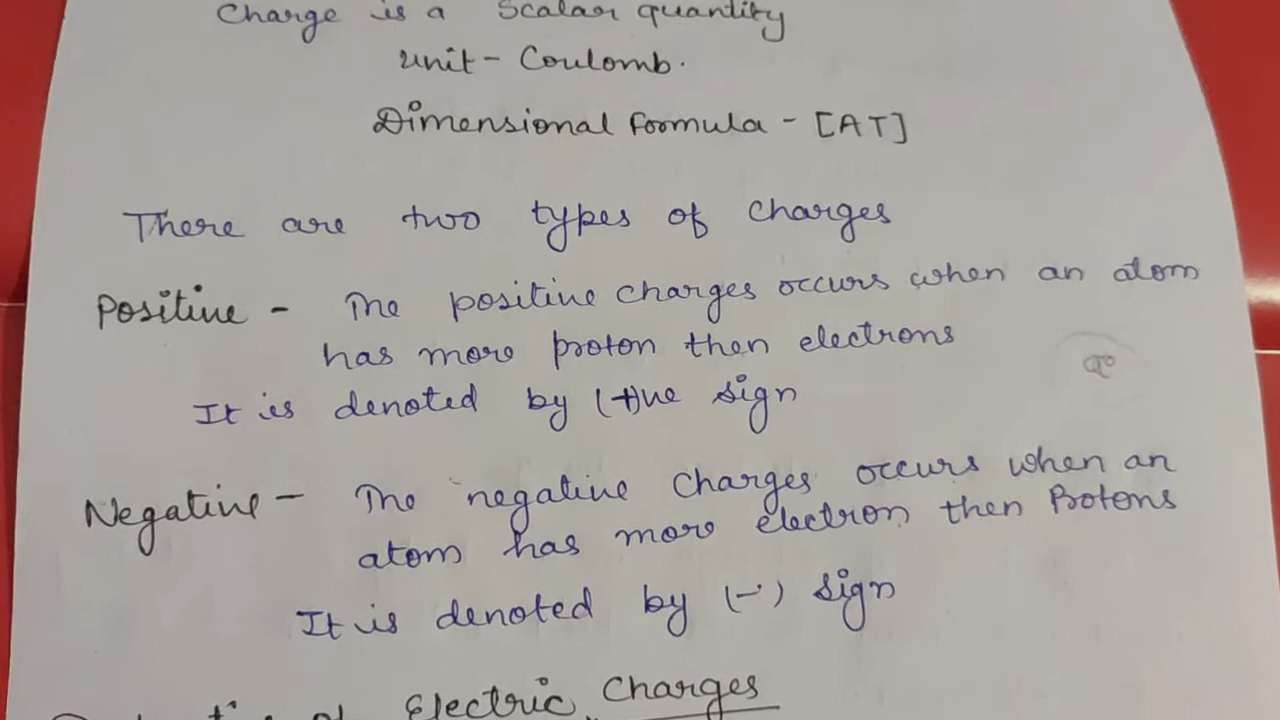 Charge is a Scalar quantity
unit - Coulomb.
Dimensional formula - [AT]
There are two types of charges
Positive - The positive charges occurs when an atom
has more proton then electrons
It is denoted by (+)ve sign
Negative - The negative charges occurs when an
atom has more electron then Protons
It is denoted by (-) sign
Electric Charges